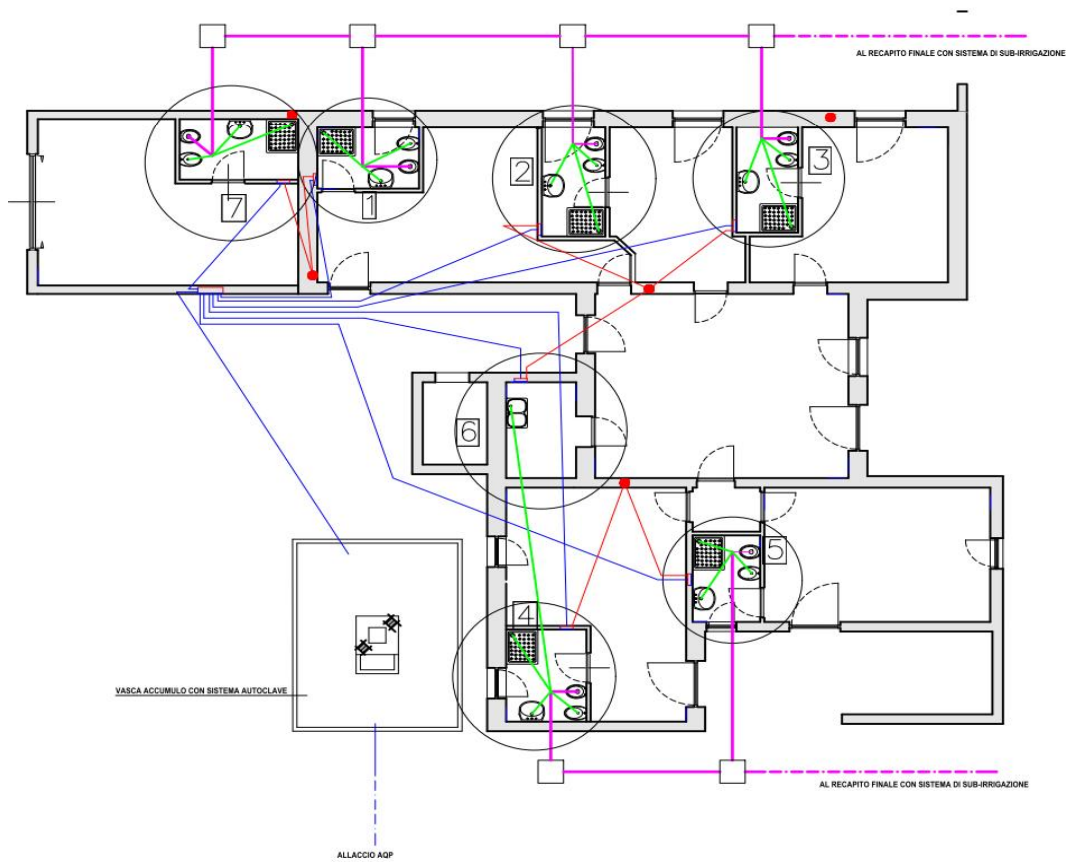 AL RECAPITO FINALE CON SISTEMA DI SUB-IRRIGAZIONE
2
3
7
1
6
5
4
VASCA ACCUMULO CON SISTEMA AUTOCLAVE
AL RECAPITO FINALE CON SISTEMA DI SUB-IRRIGAZIONE
ALLACCIO AQP